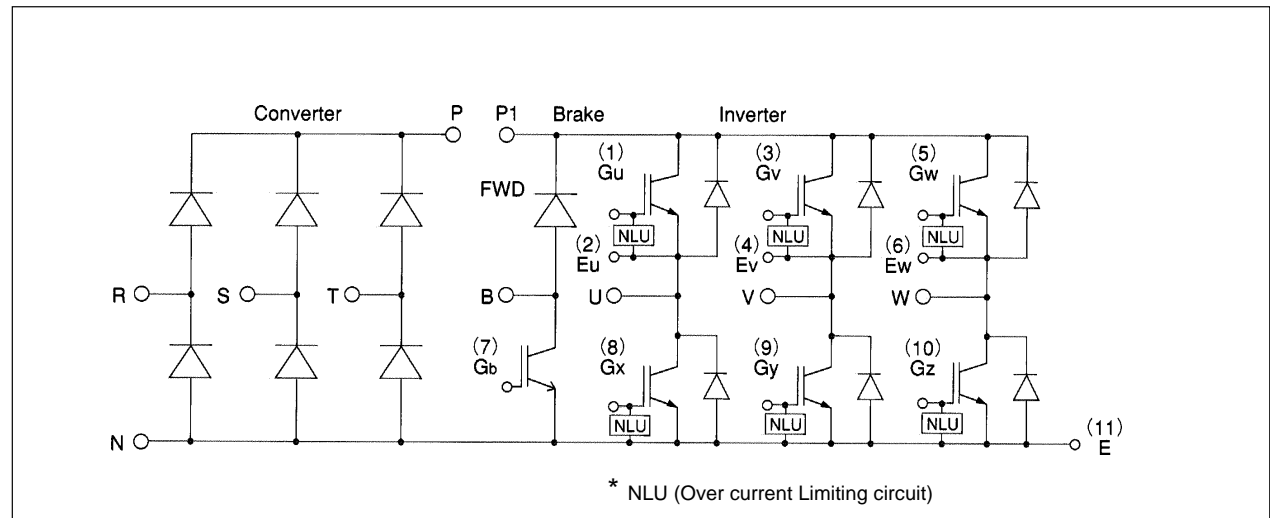 Converter P P1 Brake Inverter
(1) (3) (5)
Gu Gv Gw
FWD
NLU NLU NLU
(2) (4) (6)
Eu Ev Ew
R S T B U V W
(7) (8) (9) (10)
Gb Gx Gy Gz
NLU NLU NLU
(11)
N E
* NLU (Over current Limiting circuit)